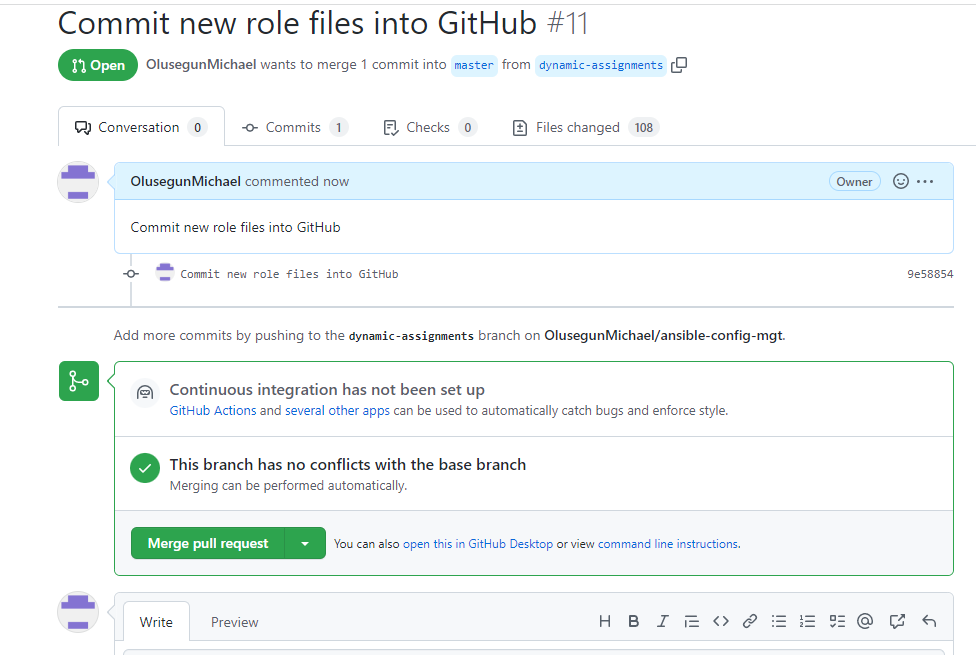 Commit new role files into GitHub #11
Open OlusegunMichael wants to merge 1 commit into master from dynamic-assignments
Conversation 0 Commits 1 Checks 0 Files changed 108
OlusegunMichael commented now Owner
Commit new role files into GitHub
Commit new role files into GitHub 9e58854
Add more commits by pushing to the dynamic-assignments branch on OlusegunMichael/ansible-config-mgt.
Continuous integration has not been set up
GitHub Actions and several other apps can be used to automatically catch bugs and enforce style.
This branch has no conflicts with the base branch
Merging can be performed automatically.
Merge pull request You can also open this in GitHub Desktop or view command line instructions.
Write Preview